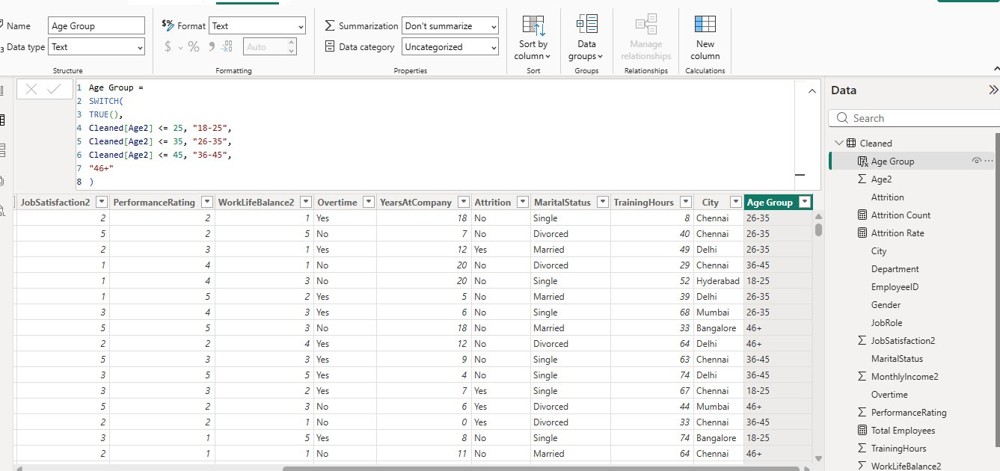 Name Age Group $% Format Text Summarization Don't summarize
Data type Text $ % Auto Data category Uncategorized
Sort by column
Data groups
Manage relationships
New column
Structure Formatting Properties Sort Groups Relationships Calculations
1 Age Group =
2 SWITCH(
3 TRUE(),
4 Cleaned[Age2] <= 25, "18-25",
5 Cleaned[Age2] <= 35, "26-35",
6 Cleaned[Age2] <= 45, "36-45",
7 "46+"
8 )
JobSatisfaction2 PerformanceRating WorkLifeBalance2 Overtime YearsAtCompany Attrition MaritalStatus TrainingHours City Age Group
2 2 1 Yes 18 No Single 8 Chennai 26-35
5 2 5 No 7 No Divorced 40 Chennai 26-35
2 3 1 Yes 12 Yes Married 49 Delhi 26-35
1 4 1 No 20 No Divorced 29 Chennai 36-45
1 4 3 No 20 No Single 52 Hyderabad 18-25
1 5 2 Yes 5 No Married 39 Delhi 26-35
3 4 3 Yes 6 No Single 68 Mumbai 26-35
5 5 3 No 18 No Married 33 Bangalore 46+
2 2 4 Yes 12 No Divorced 64 Delhi 46+
5 3 3 Yes 9 No Single 63 Chennai 36-45
3 5 5 Yes 4 No Single 74 Delhi 36-45
3 3 2 Yes 7 Yes Single 67 Chennai 18-25
5 2 3 No 6 Yes Divorced 44 Mumbai 46+
2 2 1 No 0 Yes Divorced 33 Chennai 36-45
3 1 5 Yes 8 No Single 74 Bangalore 18-25
2 1 1 No 11 No Married 64 Chennai 46+
Data
Search
Cleaned
Age Group
Age2
Attrition
Attrition Count
Attrition Rate
City
Department
EmployeeID
Gender
JobRole
JobSatisfaction2
MaritalStatus
MonthlyIncome2
Overtime
PerformanceRating
Total Employees
TrainingHours
WorkLifeBalance2